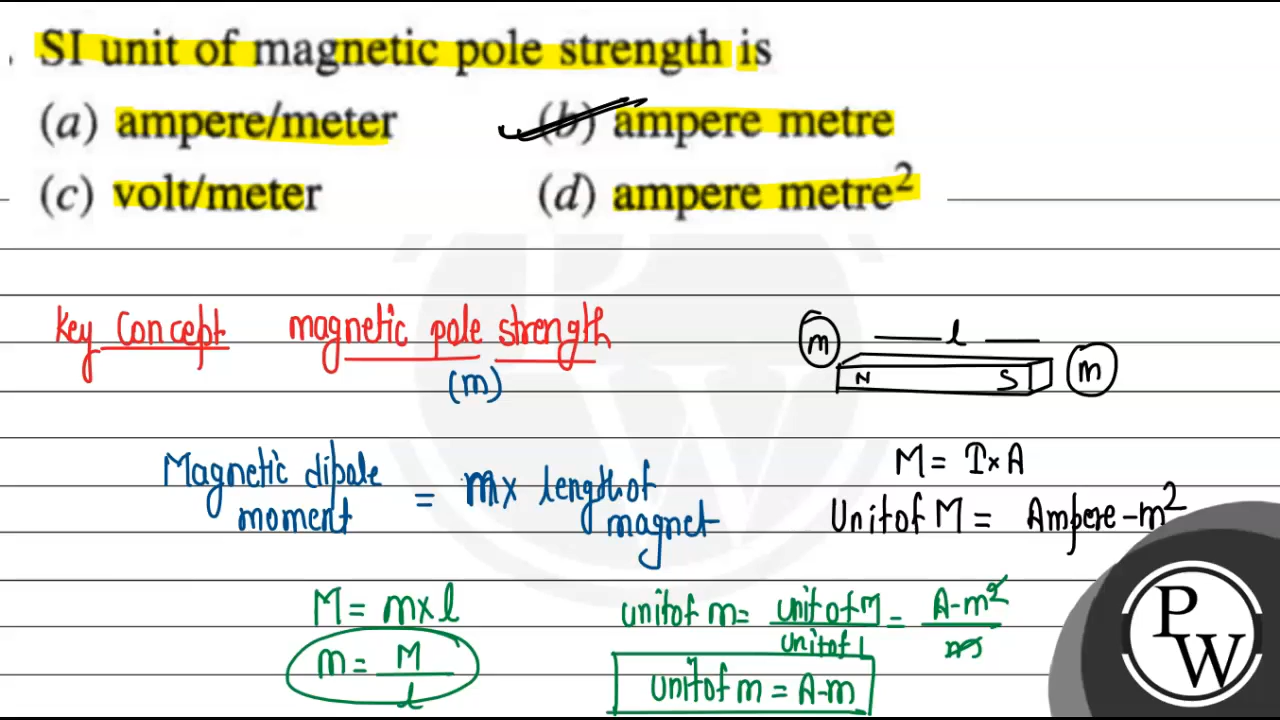 SI unit of magnetic pole strength is
(a) ampere/meter (b) ampere metre
(c) volt/meter (d) ampere metre²
Key Concept magnetic pole strength
(m)
m l m
N S
Magnetic dipole moment = m× length of magnet
M = I×A
Unit of M = Ampere-m²
M = m×l
m = M/l
unit of m = unit of M/unit of l = A-m²/m
unit of m = A-m
PW